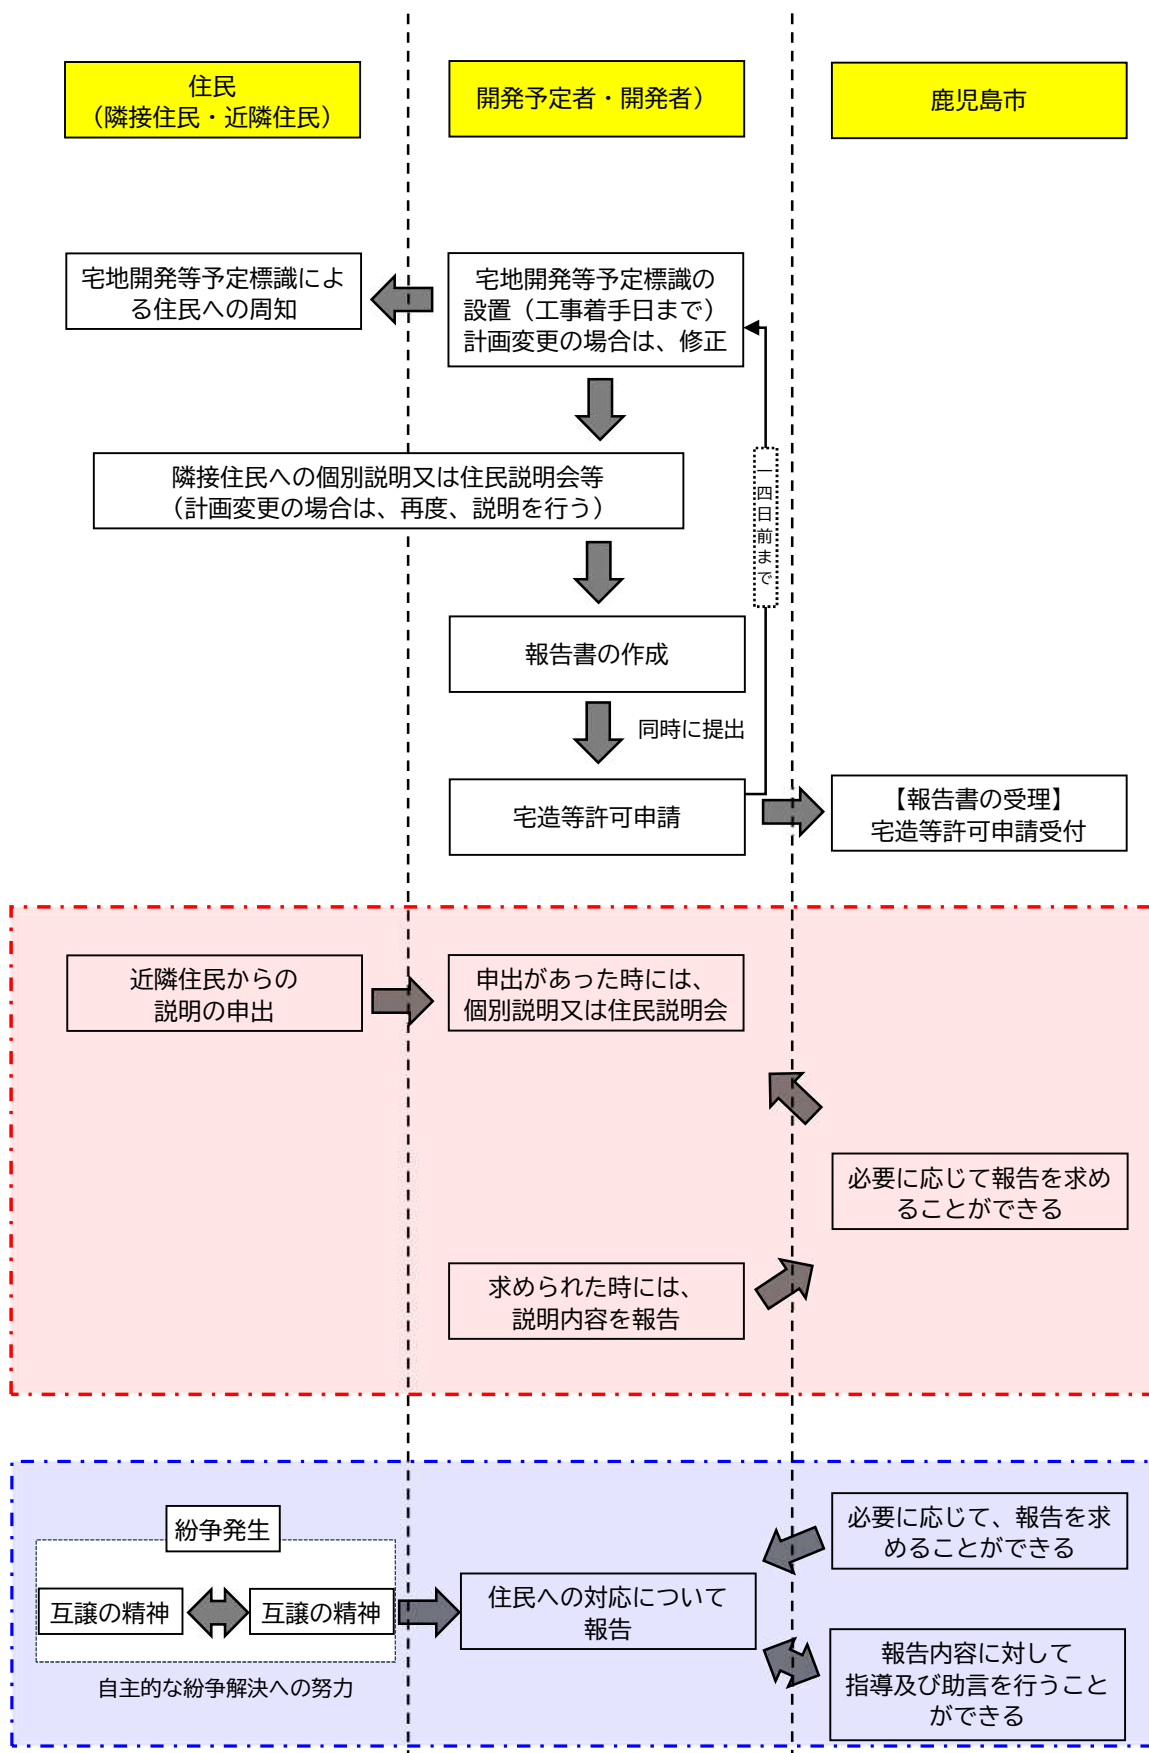 住民
（隣接住民・近隣住民）
開発予定者・開発者）
鹿児島市
宅地開発等予定標識によ
る住民への周知
宅地開発等予定標識の
設置（工事着手日まで）
計画変更の場合は、修正
隣接住民への個別説明又は住民説明会等
（計画変更の場合は、再度、説明を行う）
一四日前まで
報告書の作成
同時に提出
宅造等許可申請
【報告書の受理】
宅造等許可申請受付
近隣住民からの
説明の申出
申出があった時には、
個別説明又は住民説明会
必要に応じて報告を求め
ることができる
求められた時には、
説明内容を報告
紛争発生
互譲の精神
互譲の精神
自主的な紛争解決への努力
住民への対応について
報告
必要に応じて、報告を求
めることができる
報告内容に対して
指導及び助言を行うこと
ができる